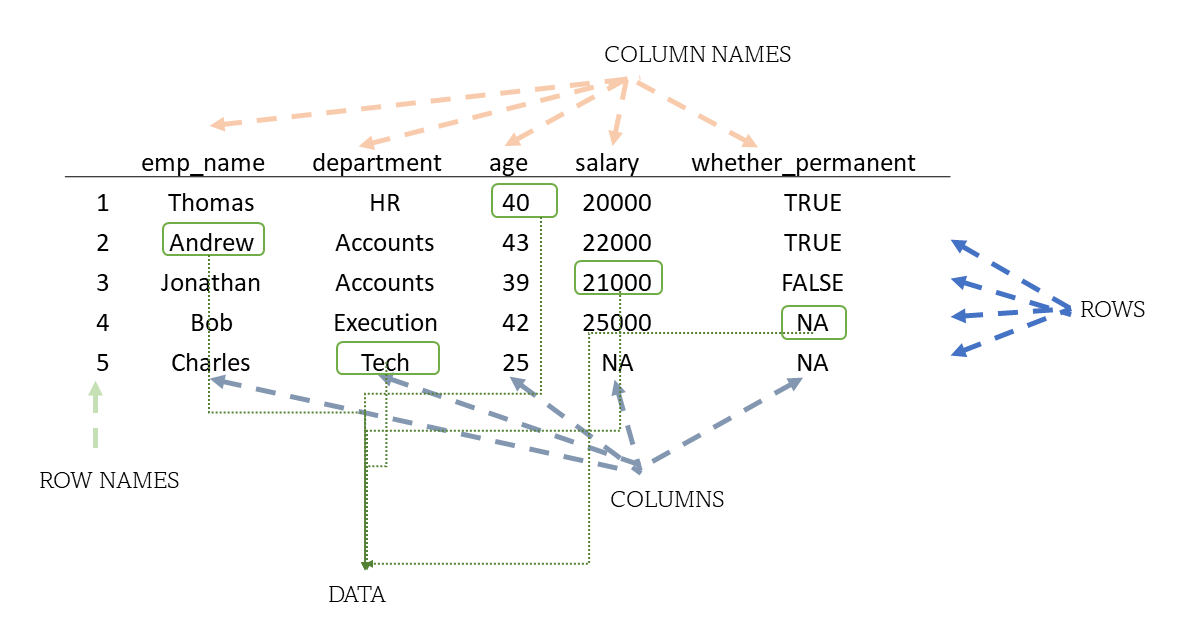 COLUMN NAMES
emp_name department age salary whether_permanent
1 Thomas HR 40 20000 TRUE
2 Andrew Accounts 43 22000 TRUE
3 Jonathan Accounts 39 21000 FALSE
ROWS
4 Bob Execution 42 25000 NA
5 Charles Tech 25 NA NA
ROW NAMES
COLUMNS
DATA